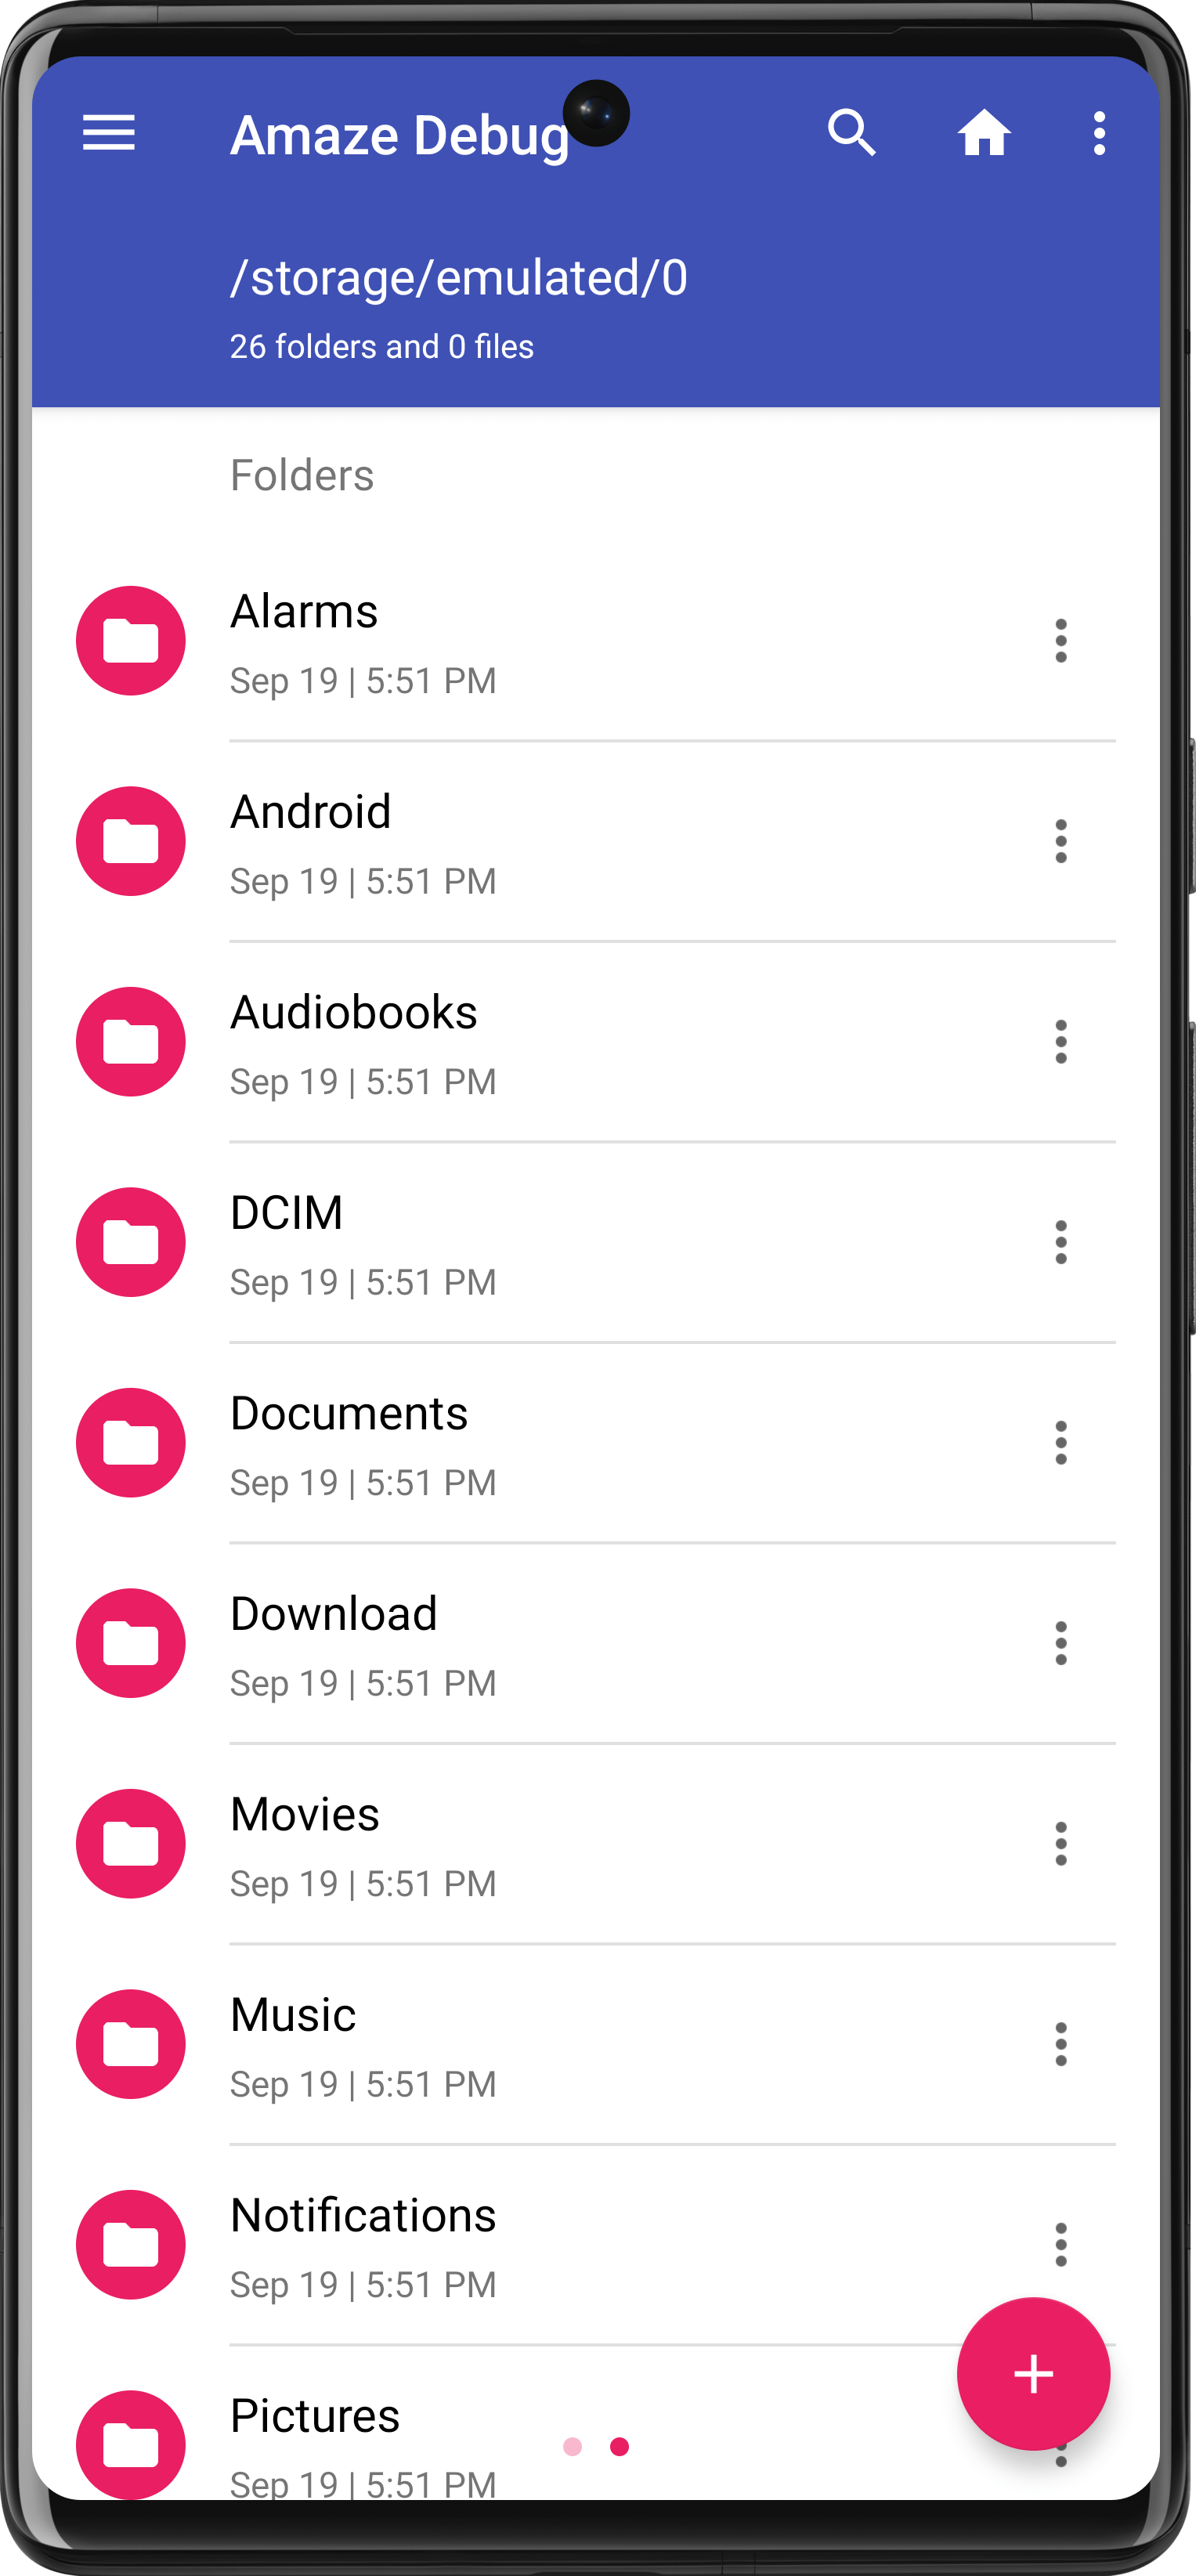 Amaze Debug
/storage/emulated/0
26 folders and 0 files
Folders
Alarms
Sep 19 | 5:51 PM
Android
Sep 19 | 5:51 PM
Audiobooks
Sep 19 | 5:51 PM
DCIM
Sep 19 | 5:51 PM
Documents
Sep 19 | 5:51 PM
Download
Sep 19 | 5:51 PM
Movies
Sep 19 | 5:51 PM
Music
Sep 19 | 5:51 PM
Notifications
Sep 19 | 5:51 PM
Pictures
Sep 19 | 5:51 PM